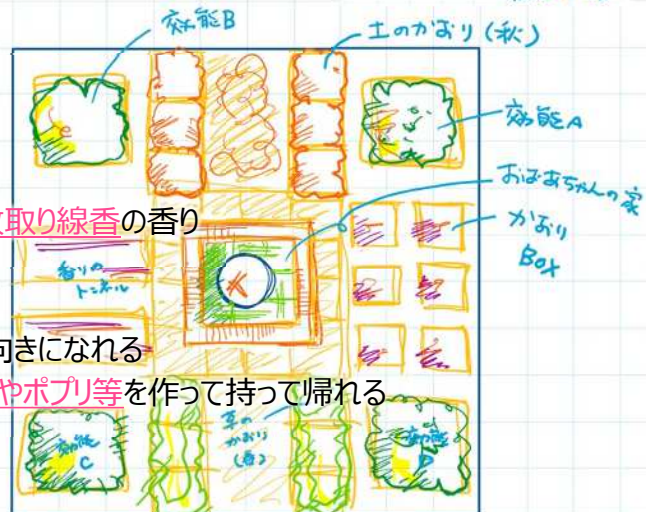 効能B
土のかおり(秋)
効能A
おばあちゃんの家
かおり
Box
取り線香の香り
香りの
トンネル
木
向きになれる
やポプリ等を作って持って帰れる
効能
C
草の
かおり
(春)
効能
D